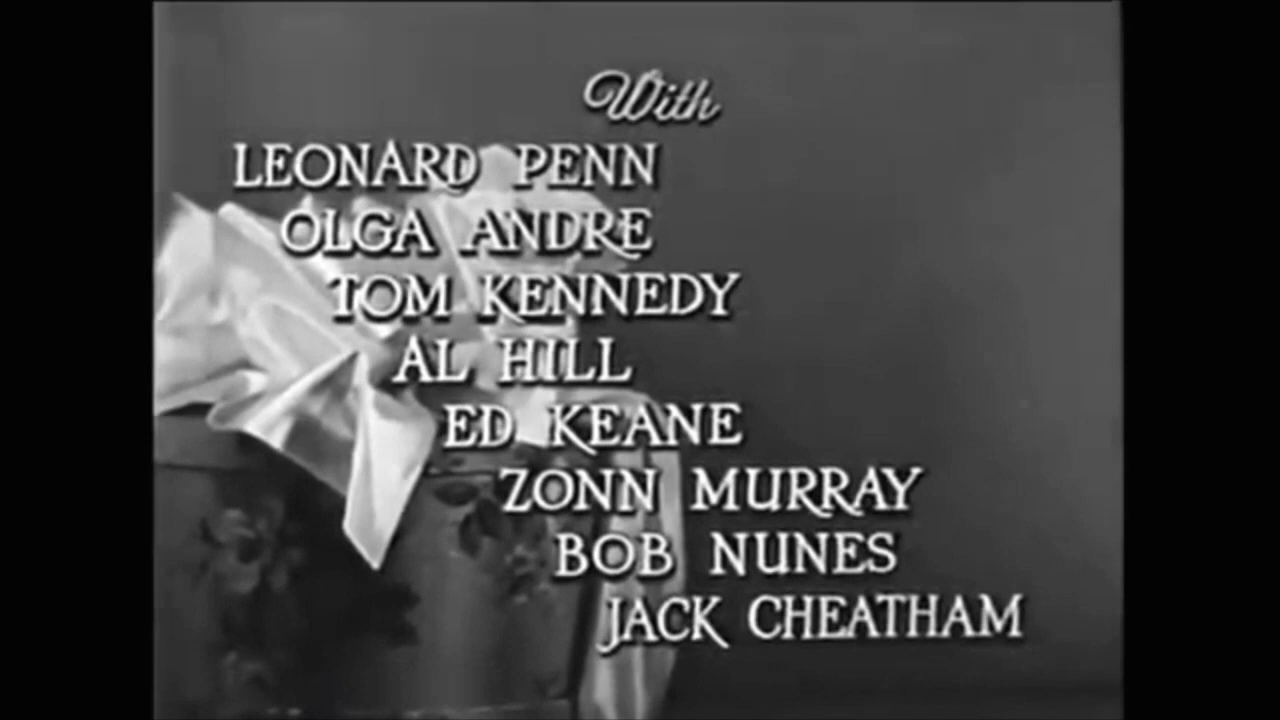 With
LEONARD PENN
OLGA ANDRE
TOM KENNEDY
AL HILL
ED KEANE
ZONN MURRAY
BOB NUNES
JACK CHEATHAM